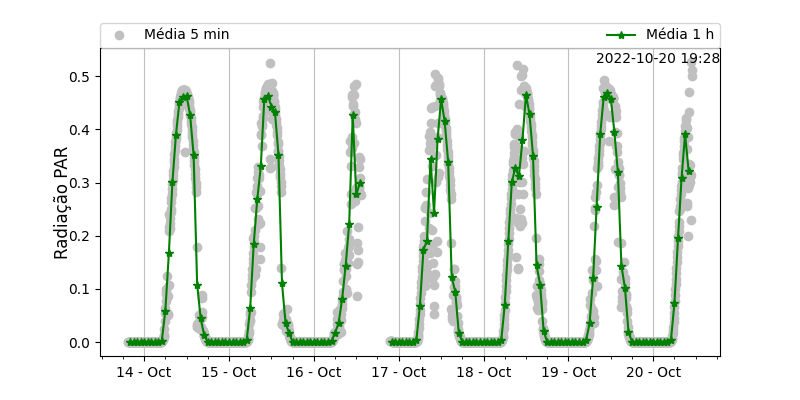 Média 5 min
Média 1 h
2022-10-20 19:28
Radiação PAR
0.5
0.4
0.3
0.2
0.1
0.0
14 - Oct
15 - Oct
16 - Oct
17 - Oct
18 - Oct
19 - Oct
20 - Oct